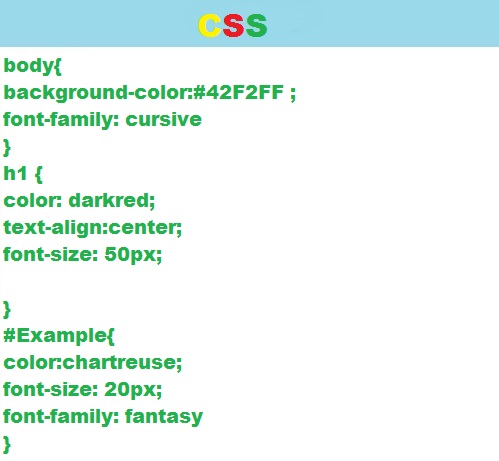 CSS
body{
background-color:#42F2FF ;
font-family: cursive
}
h1 {
color: darkred;
text-align:center;
font-size: 50px;
}
#Example{
color:chartreuse;
font-size: 20px;
font-family: fantasy
}